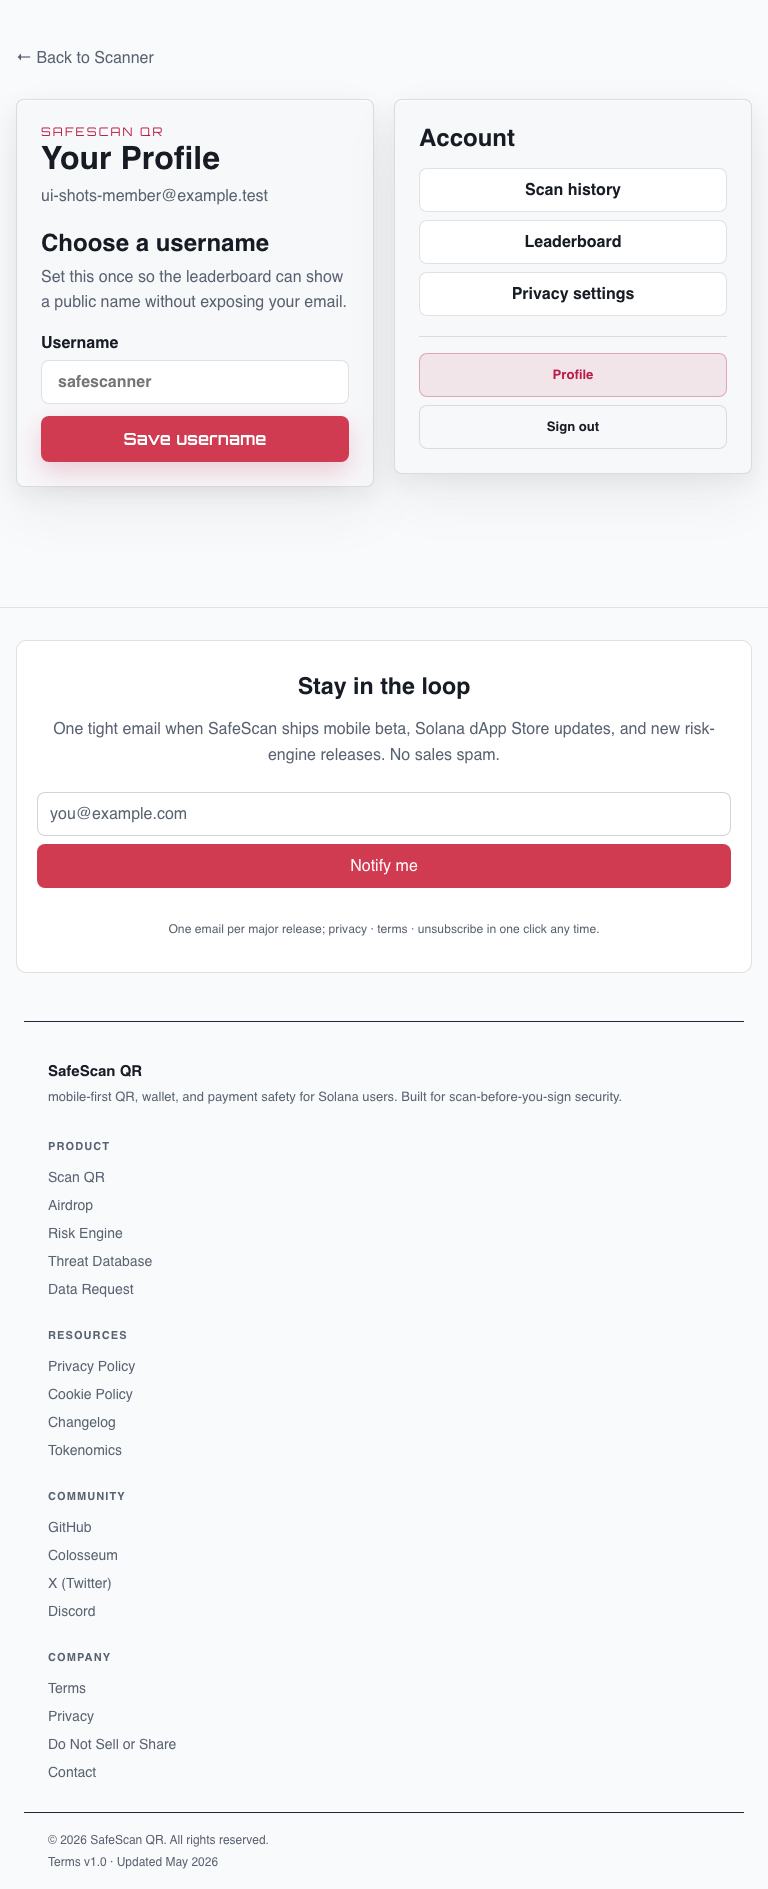 ← Back to Scanner
SAFESCAN QR
Your Profile
ui-shots-member@example.test
Choose a username
Set this once so the leaderboard can show
a public name without exposing your email.
Username
safescanner
Save username
Account
Scan history
Leaderboard
Privacy settings
Profile
Sign out
Stay in the loop
One tight email when SafeScan ships mobile beta, Solana dApp Store updates, and new risk-
engine releases. No sales spam.
you@example.com
Notify me
One email per major release; privacy · terms · unsubscribe in one click any time.
SafeScan QR
mobile-first QR, wallet, and payment safety for Solana users. Built for scan-before-you-sign security.
PRODUCT
Scan QR
Airdrop
Risk Engine
Threat Database
Data Request
RESOURCES
Privacy Policy
Cookie Policy
Changelog
Tokenomics
COMMUNITY
GitHub
Colosseum
X (Twitter)
Discord
COMPANY
Terms
Privacy
Do Not Sell or Share
Contact
© 2026 SafeScan QR. All rights reserved.
Terms v1.0 · Updated May 2026